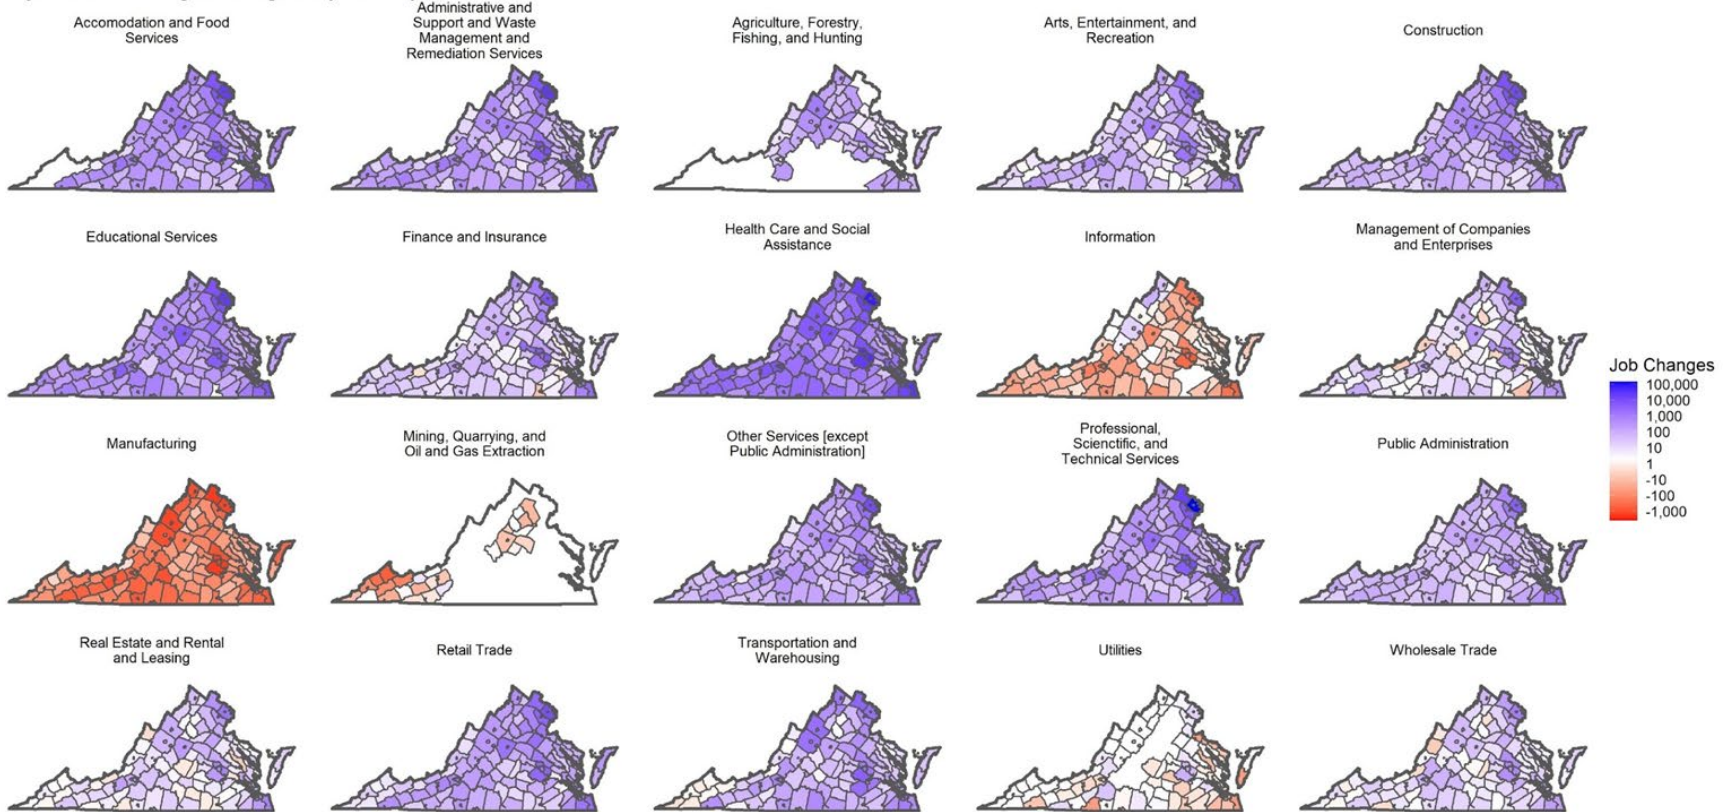 Accomodation and Food
Services
Administrative and
Support and Waste
Management and
Remediation Services
Agriculture, Forestry,
Fishing, and Hunting
Arts, Entertainment, and
Recreation
Construction
Educational Services
Finance and Insurance
Health Care and Social
Assistance
Information
Management of Companies
and Enterprises
Job Changes
100,000
10,000
1,000
100
10
1
-10
-100
-1,000
Manufacturing
Mining, Quarrying, and
Oil and Gas Extraction
Other Services [except
Public Administration]
Professional,
Scienctific, and
Technical Services
Public Administration
Real Estate and Rental
and Leasing
Retail Trade
Transportation and
Warehousing
Utilities
Wholesale Trade